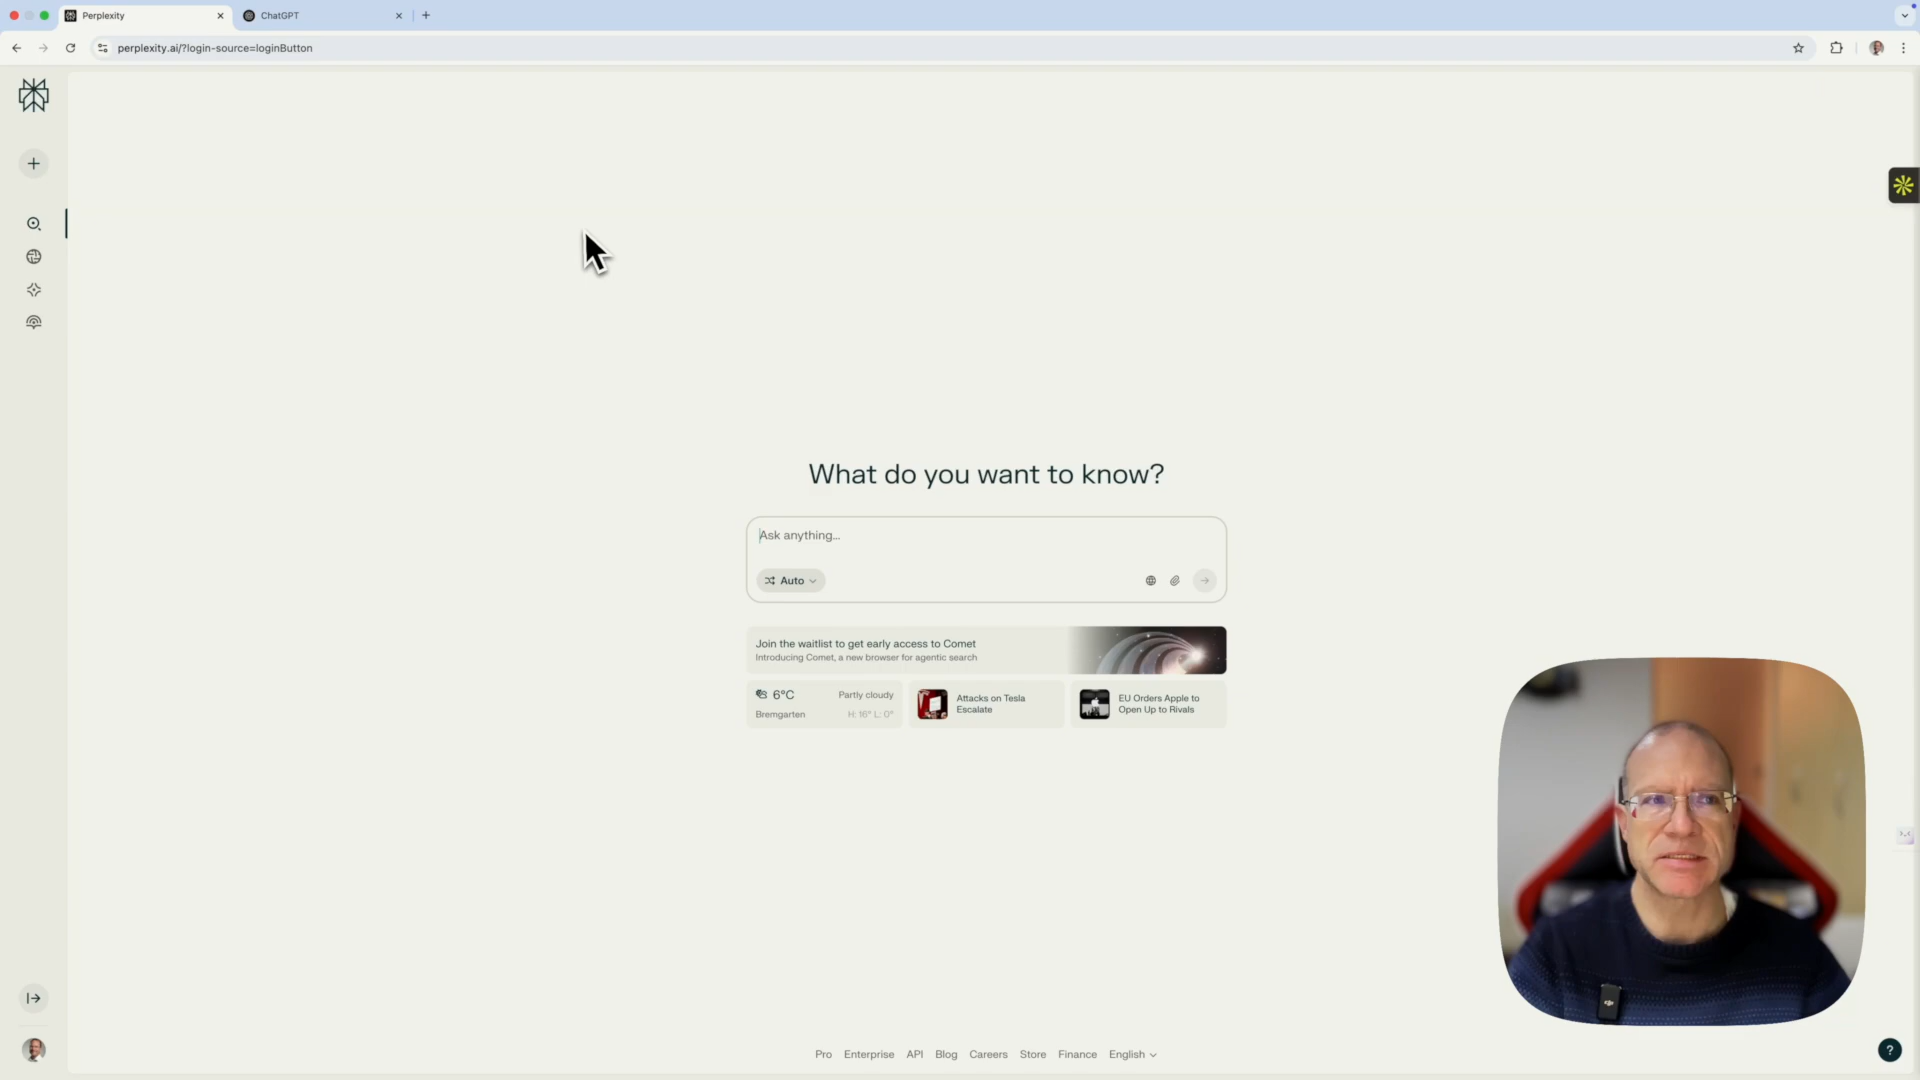 Perplexity
ChatGPT
perplexity.ai/?login-source=loginButton
What do you want to know?
Ask anything...
Auto
Join the waitlist to get early access to Comet
Introducing Comet, a new browser for agentic search
6°C Partly cloudy
Bremgarten H: 16° L: 0°
Attacks on Tesla
Escalate
EU Orders Apple to
Open Up to Rivals
Pro Enterprise API Blog Careers Store Finance English
?